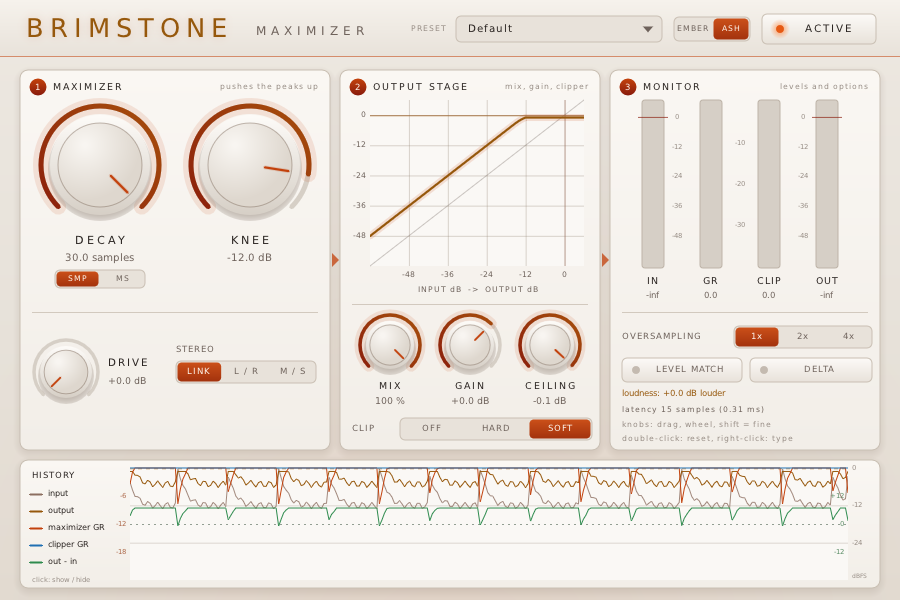 BRIMSTONE MAXIMIZER PRESET Default EMBER ASH ACTIVE
1 MAXIMIZER pushes the peaks up
DECAY KNEE
30.0 samples -12.0 dB
SMP MS
DRIVE
+0.0 dB
STEREO
LINK L / R M / S
2 OUTPUT STAGE mix, gain, clipper
0
-12
-24
-36
-48
-48 -36 -24 -12 0
INPUT dB -> OUTPUT dB
MIX GAIN CEILING
100 % +0.0 dB -0.1 dB
CLIP OFF HARD SOFT
3 MONITOR levels and options
0 0
-12 -10 -12
-24 -20 -24
-36 -30 -36
-48 -48
IN GR CLIP OUT
-inf 0.0 0.0 -inf
OVERSAMPLING 1x 2x 4x
LEVEL MATCH DELTA
loudness: +0.0 dB louder
latency 15 samples (0.31 ms)
knobs: drag, wheel, shift = fine
double-click: reset, right-click: type
HISTORY
input
output
maximizer GR
clipper GR
out - in
click: show / hide
-6
-12
-18
+12
0
-12
0
-12
-24
dBFS